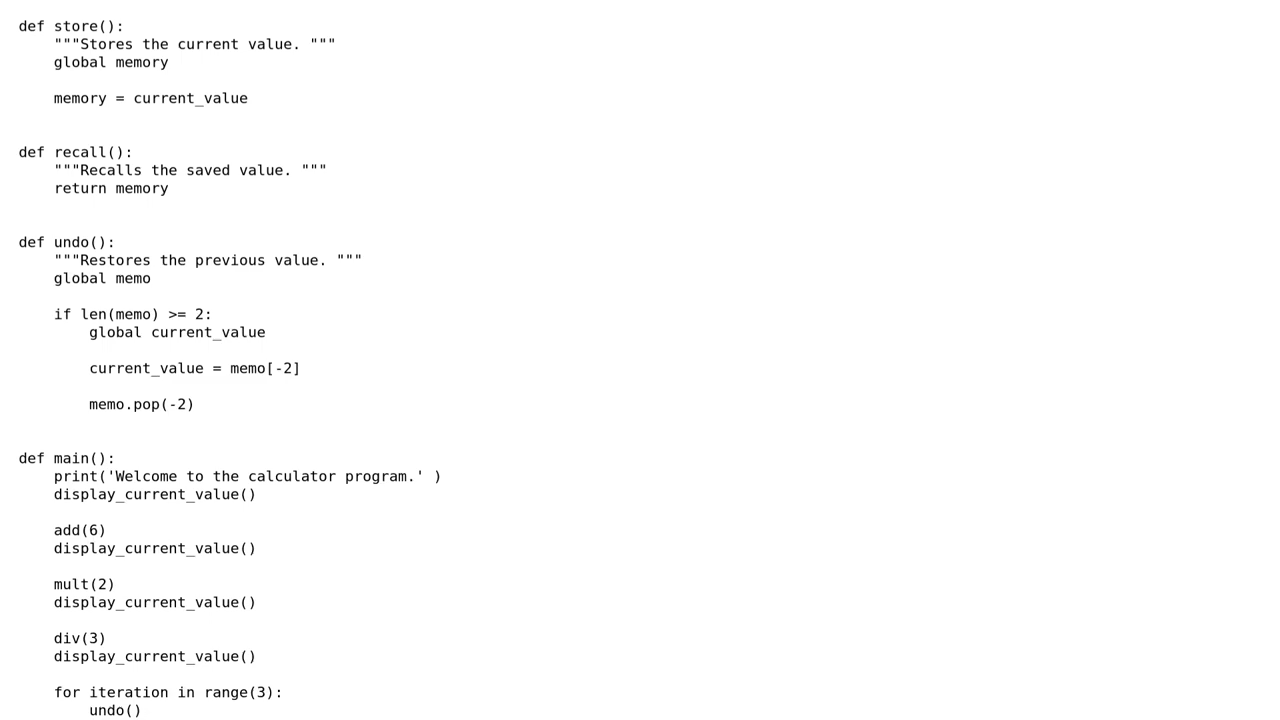 def store():
    """Stores the current value. """
    global memory

    memory = current_value


def recall():
    """Recalls the saved value. """
    return memory


def undo():
    """Restores the previous value. """
    global memo

    if len(memo) >= 2:
        global current_value

        current_value = memo[-2]

        memo.pop(-2)


def main():
    print('Welcome to the calculator program.' )
    display_current_value()

    add(6)
    display_current_value()

    mult(2)
    display_current_value()

    div(3)
    display_current_value()

    for iteration in range(3):
        undo()